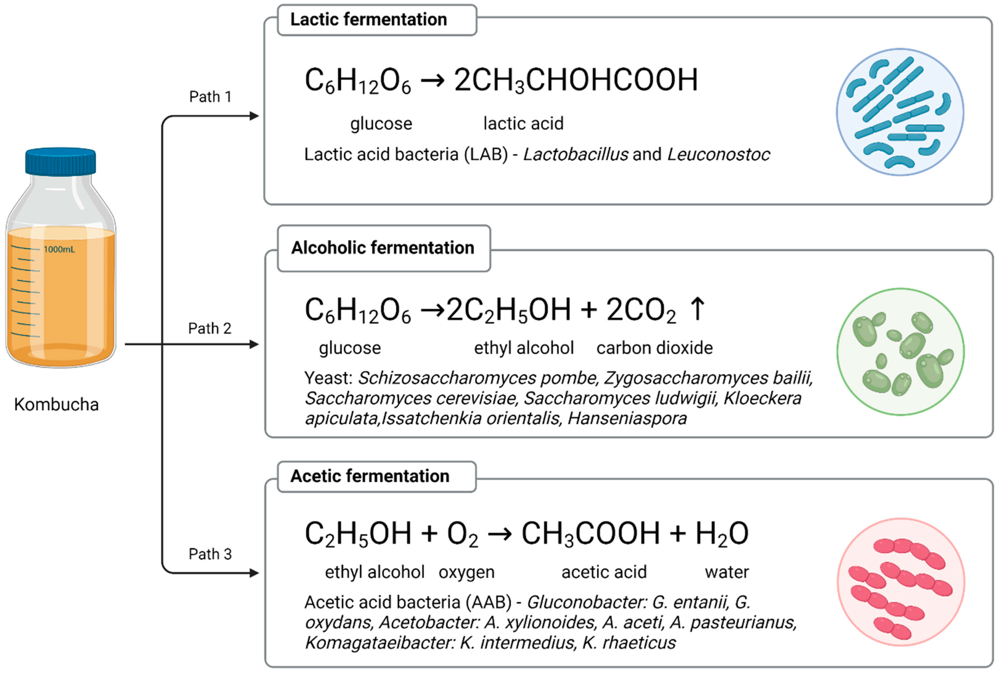 Lactic fermentation
C₆H₁₂O₆ → 2CH₃CHOHCOOH
glucose lactic acid
Lactic acid bacteria (LAB) - Lactobacillus and Leuconostoc
Path 1
1000mL
Kombucha
Path 2
Alcoholic fermentation
C₆H₁₂O₆ →2C₂H₅OH + 2CO₂ ↑
glucose ethyl alcohol carbon dioxide
Yeast: Schizosaccharomyces pombe, Zygosaccharomyces bailii,
Saccharomyces cerevisiae, Saccharomyces ludwigii, Kloeckera
apiculata,Issatchenkia orientalis, Hanseniaspora
Path 3
Acetic fermentation
C₂H₅OH + O₂ → CH₃COOH + H₂O
ethyl alcohol oxygen acetic acid water
Acetic acid bacteria (AAB) - Gluconobacter: G. entanii, G.
oxydans, Acetobacter: A. xylionoides, A. aceti, A. pasteurianus,
Komagataeibacter: K. intermedius, K. rhaeticus